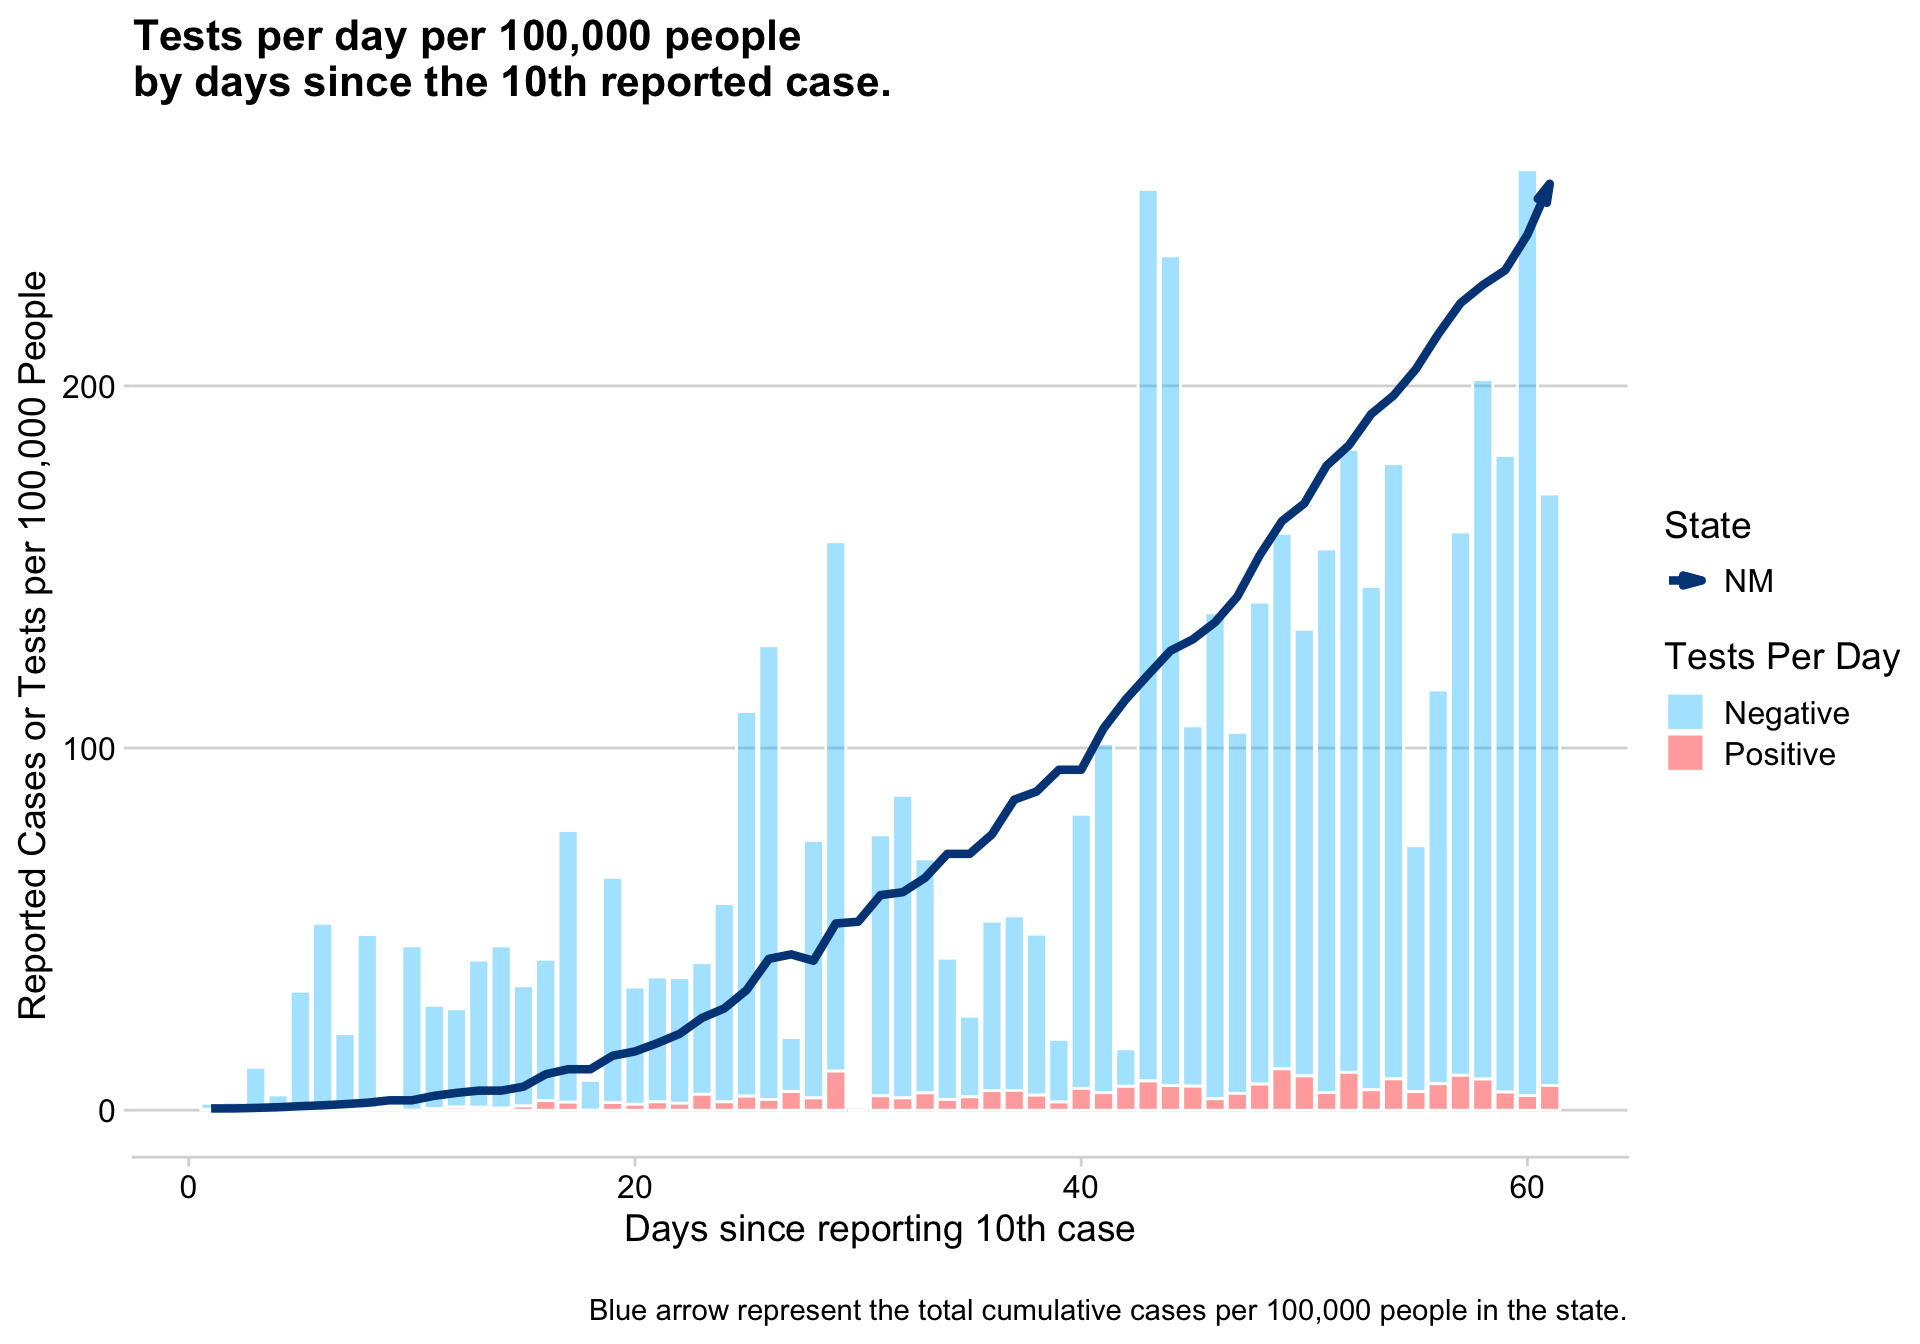 Tests per day per 100,000 people
by days since the 10th reported case.
Reported Cases or Tests per 100,000 People
200
100
0
0
20
40
60
Days since reporting 10th case
State
NM
Tests Per Day
Negative
Positive
Blue arrow represent the total cumulative cases per 100,000 people in the state.